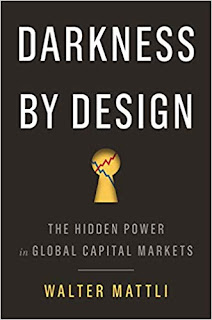 DARKNESS
BY DESIGN
THE HIDDEN POWER
in GLOBAL CAPITAL MARKETS
WALTER MATTLI